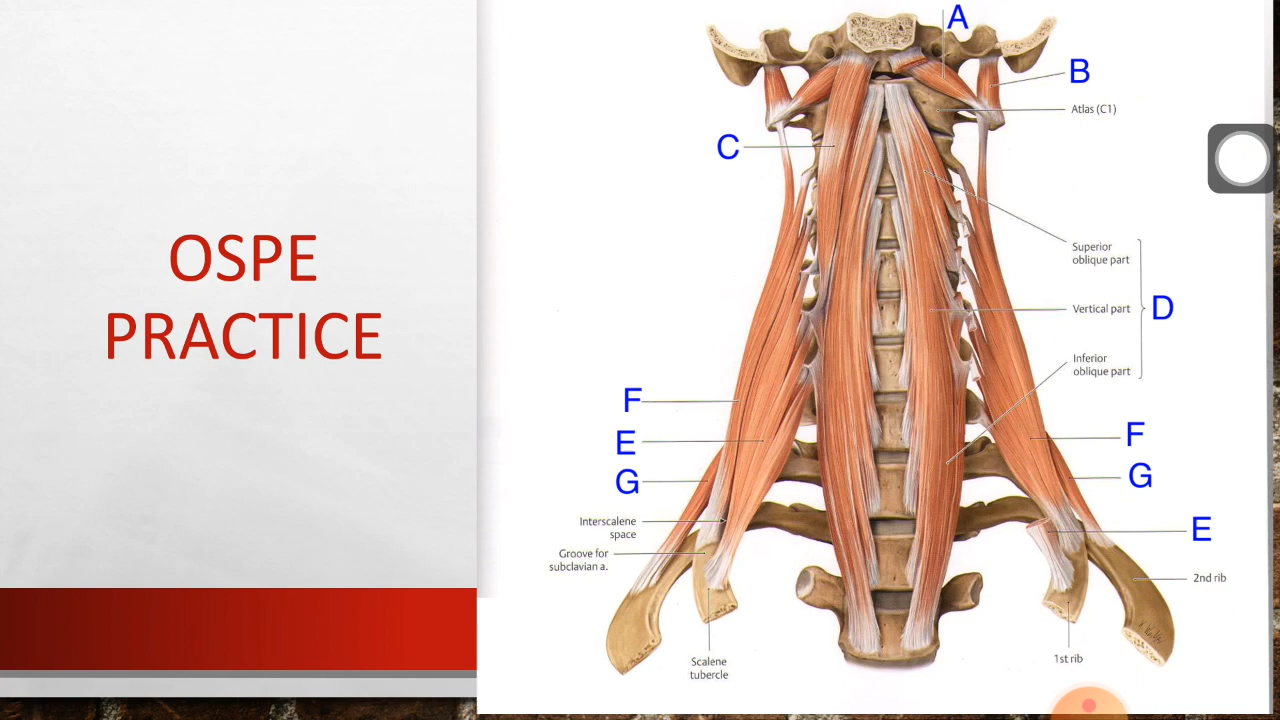 OSPE
PRACTICE
A
B
Atlas (C1)
C
Superior
oblique part
Vertical part
D
Inferior
oblique part
F
E
G
F
G
Interscalene
space
E
Groove for
subclavian a.
2nd rib
Scalene
tubercle
1st rib